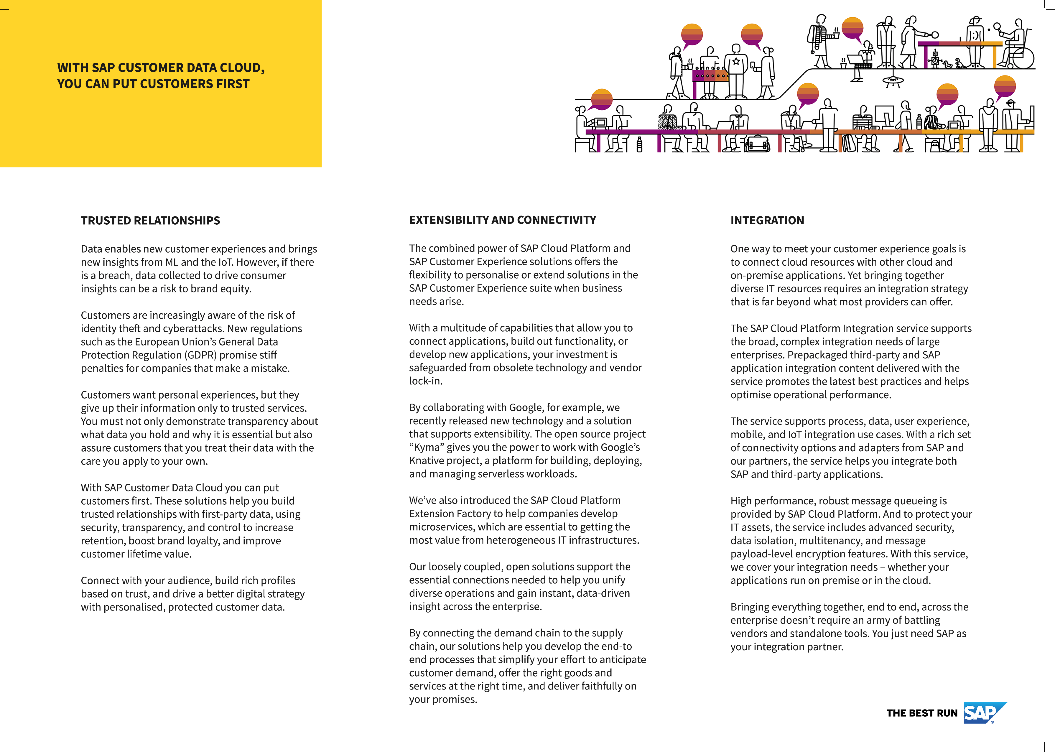 WITH SAP CUSTOMER DATA CLOUD,
YOU CAN PUT CUSTOMERS FIRST
TRUSTED RELATIONSHIPS
Data enables new customer experiences and brings
new insights from ML and the IoT. However, if there
is a breach, data collected to drive consumer
insights can be a risk to brand equity.
Customers are increasingly aware of the risk of
identity theft and cyberattacks. New regulations
such as the European Union's General Data
Protection Regulation (GDPR) promise stiff
penalties for companies that make a mistake.
Customers want personal experiences, but they
give up their information only to trusted services.
You must not only demonstrate transparency about
what data you hold and why it is essential but also
assure customers that you treat their data with the
care you apply to your own.
With SAP Customer Data Cloud you can put
customers first. These solutions help you build
trusted relationships with first-party data, using
security, transparency, and control to increase
retention, boost brand loyalty, and improve
customer lifetime value.
Connect with your audience, build rich profiles
based on trust, and drive a better digital strategy
with personalised, protected customer data.
EXTENSIBILITY AND CONNECTIVITY
The combined power of SAP Cloud Platform and
SAP Customer Experience solutions offers the
flexibility to personalise or extend solutions in the
SAP Customer Experience suite when business
needs arise.
With a multitude of capabilities that allow you to
connect applications, build out functionality, or
develop new applications, your investment is
safeguarded from obsolete technology and vendor
lock-in.
By collaborating with Google, for example, we
recently released new technology and a solution
that supports extensibility. The open source project
“Kyma” gives you the power to work with Google's
Knative project, a platform for building, deploying,
and managing serverless workloads.
We've also introduced the SAP Cloud Platform
Extension Factory to help companies develop
microservices, which are essential to getting the
most value from heterogeneous IT infrastructures.
Our loosely coupled, open solutions support the
essential connections needed to help you unify
diverse operations and gain instant, data-driven
insight across the enterprise.
By connecting the demand chain to the supply
chain, our solutions help you develop the end-to
end processes that simplify your effort to anticipate
customer demand, offer the right goods and
services at the right time, and deliver faithfully on
your promises.
INTEGRATION
One way to meet your customer experience goals is
to connect cloud resources with other cloud and
on-premise applications. Yet bringing together
diverse IT resources requires an integration strategy
that is far beyond what most providers can offer.
The SAP Cloud Platform Integration service supports
the broad, complex integration needs of large
enterprises. Prepackaged third-party and SAP
application integration content delivered with the
service promotes the latest best practices and helps
optimise operational performance.
The service supports process, data, user experience,
mobile, and IoT integration use cases. With a rich set
of connectivity options and adapters from SAP and
our partners, the service helps you integrate both
SAP and third-party applications.
High performance, robust message queueing is
provided by SAP Cloud Platform. And to protect your
IT assets, the service includes advanced security,
data isolation, multitenancy, and message
payload-level encryption features. With this service,
we cover your integration needs – whether your
applications run on premise or in the cloud.
Bringing everything together, end to end, across the
enterprise doesn't require an army of battling
vendors and standalone tools. You just need SAP as
your integration partner.
THE BEST RUN SAP